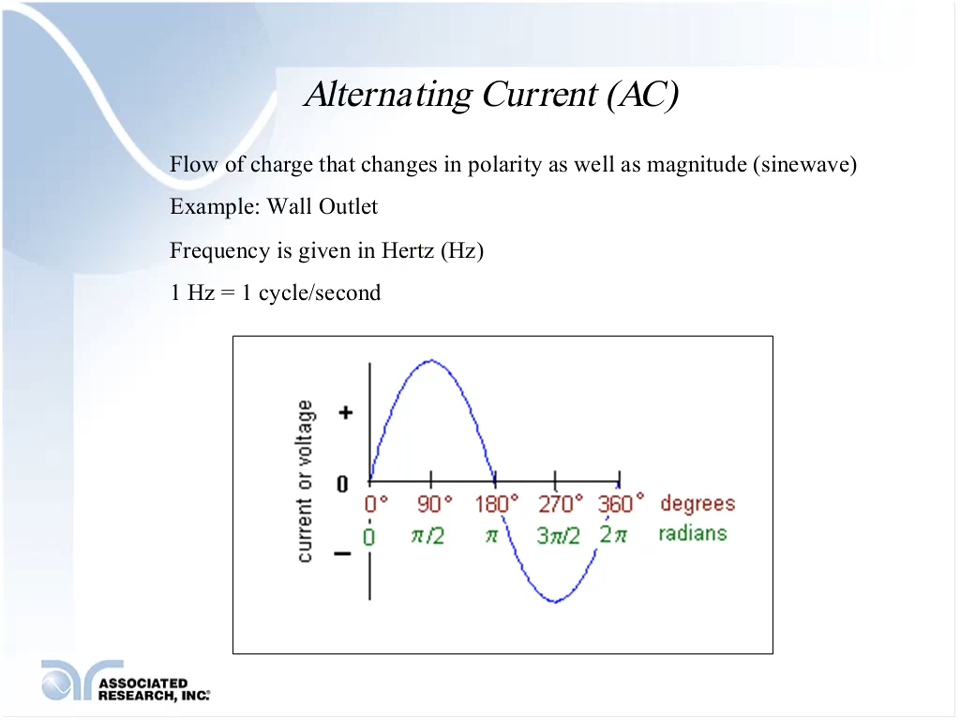 Alternating Current (AC)
Flow of charge that changes in polarity as well as magnitude (sinewave)
Example: Wall Outlet
Frequency is given in Hertz (Hz)
1 Hz = 1 cycle/second
current or voltage
+
0
−
0° 90° 180° 270° 360° degrees
0 π/2 π 3π/2 2π radians
ASSOCIATED
RESEARCH, INC.®